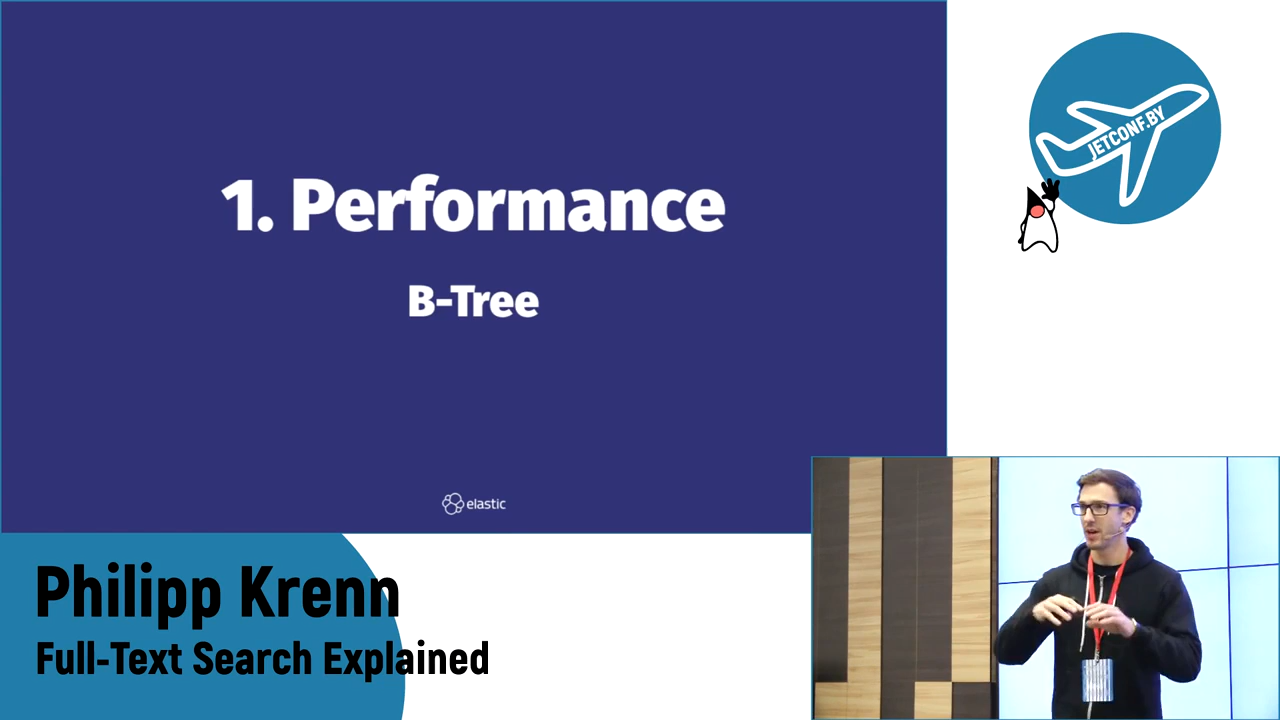 1. Performance
B-Tree
elastic
JETCONF.BY
Philipp Krenn
Full-Text Search Explained